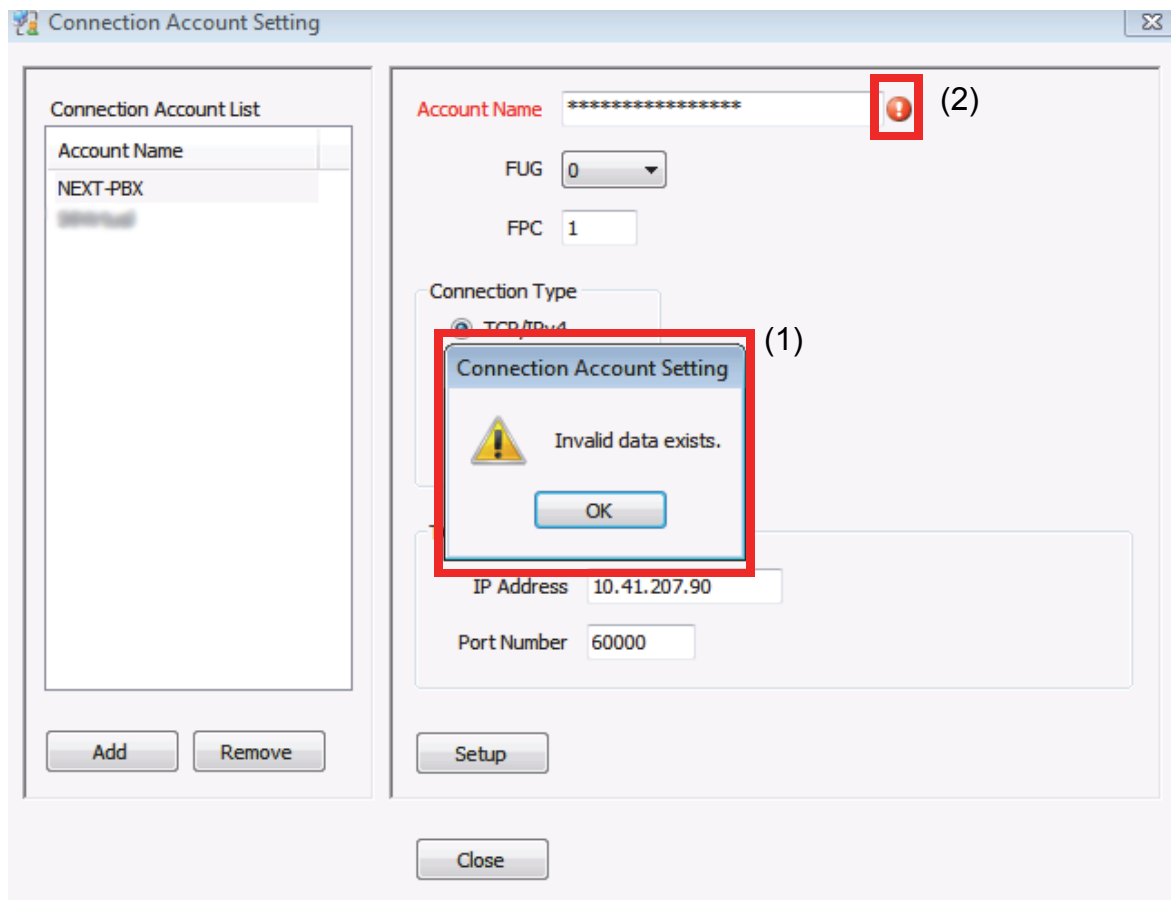 Connection Account Setting
Connection Account List
Account Name
NEXT-PBX
Add
Remove
Account Name ****************
(2)
FUG 0
FPC 1
Connection Type
TCP/IPv4
(1)
Connection Account Setting
Invalid data exists.
OK
IP Address 10.41.207.90
Port Number 60000
Setup
Close